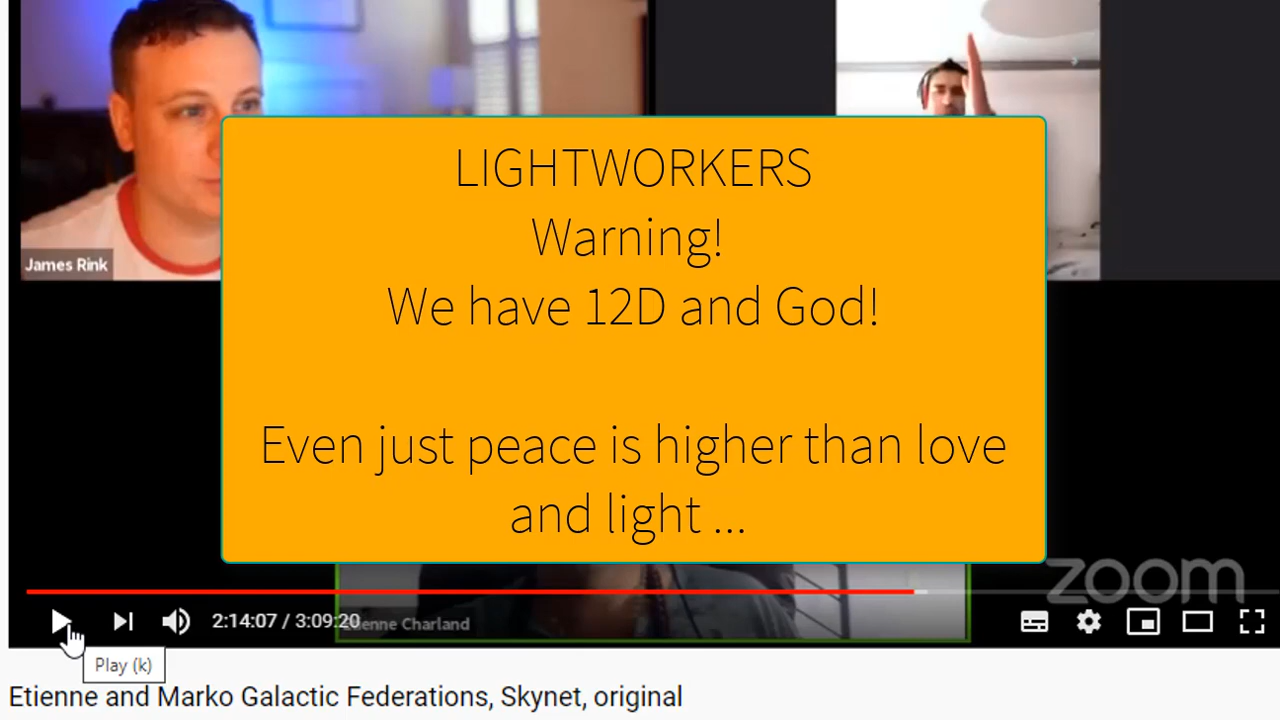 LIGHTWORKERS
Warning!
We have 12D and God!
Even just peace is higher than love
and light ...
James Rink
zoom
2:14:07 / 3:09:20
enne Charland
Play (k)
Etienne and Marko Galactic Federations, Skynet, original